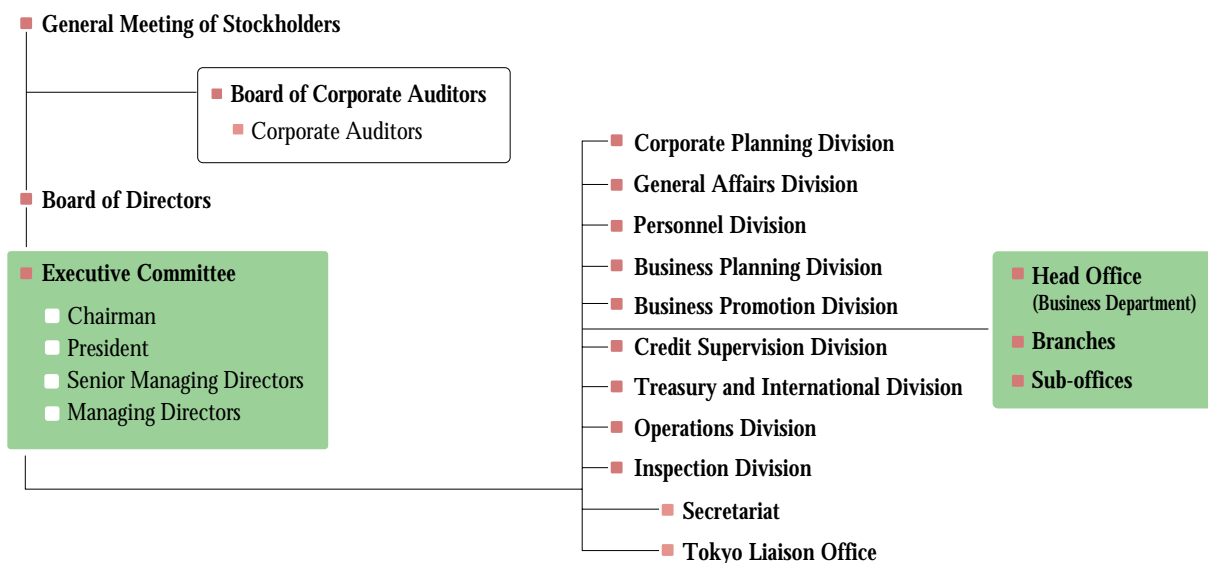 General Meeting of Stockholders
Board of Corporate Auditors
Corporate Auditors
Board of Directors
Executive Committee
Chairman
President
Senior Managing Directors
Managing Directors
Corporate Planning Division
General Affairs Division
Personnel Division
Business Planning Division
Business Promotion Division
Credit Supervision Division
Treasury and International Division
Operations Division
Inspection Division
Secretariat
Tokyo Liaison Office
Head Office
(Business Department)
Branches
Sub-offices